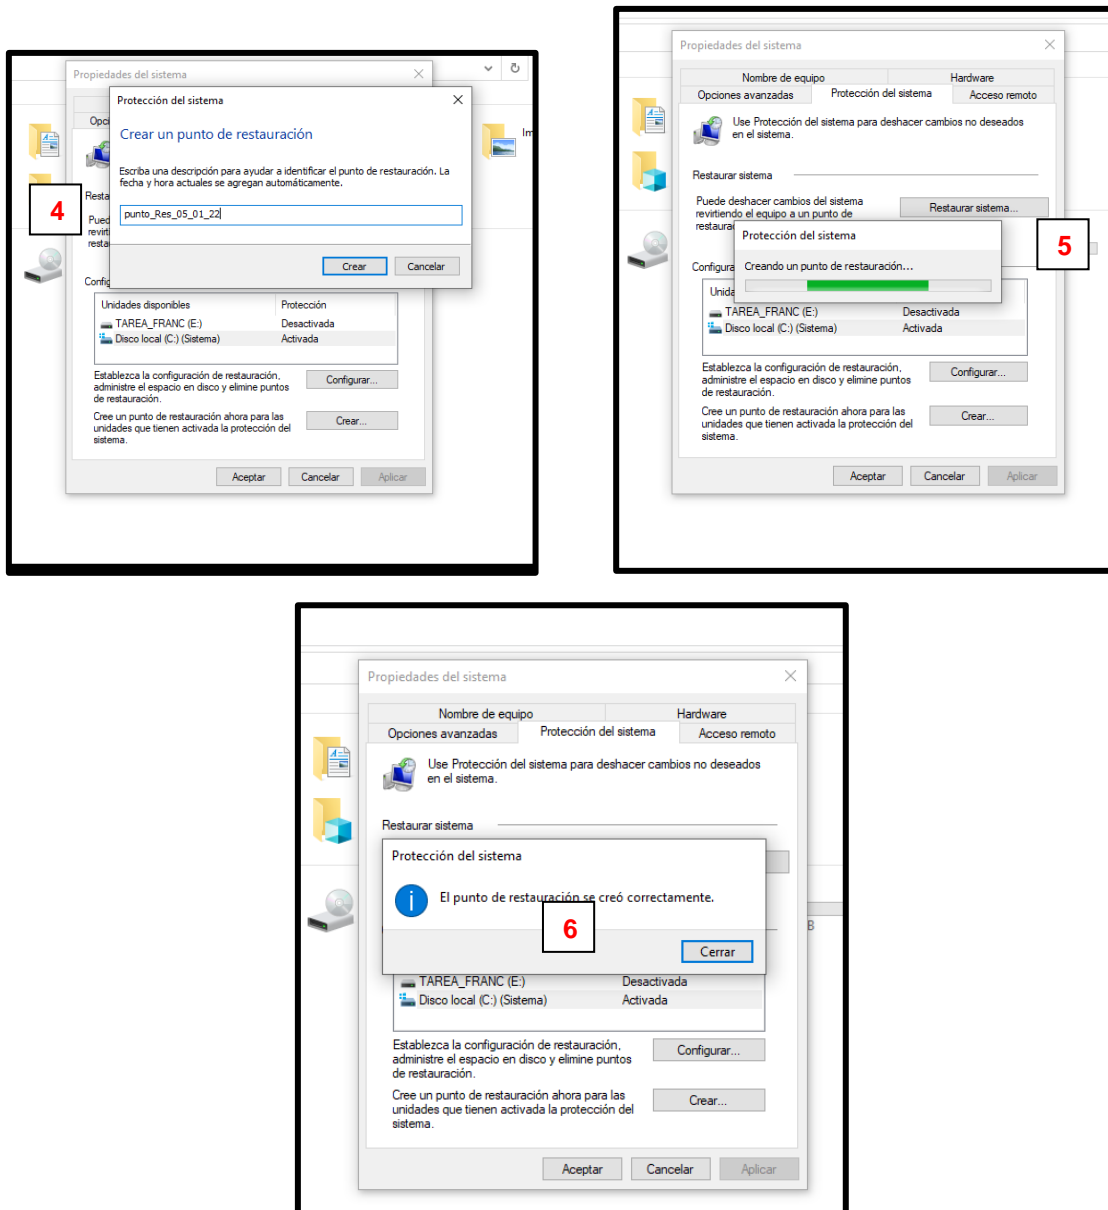 Propiedades del sistema
Protección del sistema
Opci
Crear un punto de restauración
Escriba una descripción para ayudar a identificar el punto de restauración. La
fecha y hora actuales se agregan automáticamente.
Resta
4
punto_Res_05_01_22
Pued
revirti
resta
Crear Cancelar
Config
Im
Unidades disponibles Protección
TAREA_FRANC (E:) Desactivada
Disco local (C:) (Sistema) Activada
Establezca la configuración de restauración,
administre el espacio en disco y elimine puntos
de restauración.
Configurar...
Cree un punto de restauración ahora para las
unidades que tienen activada la protección del
sistema.
Crear...
Aceptar Cancelar Aplicar
Propiedades del sistema
Nombre de equipo Hardware
Opciones avanzadas Protección del sistema Acceso remoto
Use Protección del sistema para deshacer cambios no deseados
en el sistema.
Restaurar sistema
Puede deshacer cambios del sistema
revirtiendo el equipo a un punto de
restaurac
Restaurar sistema...
5
Protección del sistema
Configura
Creando un punto de restauración...
Unida
TAREA_FRANC (E:) Desactivada
Disco local (C:) (Sistema) Activada
Establezca la configuración de restauración,
administre el espacio en disco y elimine puntos
de restauración.
Configurar...
Cree un punto de restauración ahora para las
unidades que tienen activada la protección del
sistema.
Crear...
Aceptar Cancelar Aplicar
Propiedades del sistema
Nombre de equipo Hardware
Opciones avanzadas Protección del sistema Acceso remoto
Use Protección del sistema para deshacer cambios no deseados
en el sistema.
Restaurar sistema
Protección del sistema
El punto de restauración se creó correctamente.
6
B
Cerrar
TAREA_FRANC (E:) Desactivada
Disco local (C:) (Sistema) Activada
Establezca la configuración de restauración,
administre el espacio en disco y elimine puntos
de restauración.
Configurar...
Cree un punto de restauración ahora para las
unidades que tienen activada la protección del
sistema.
Crear...
Aceptar Cancelar Aplicar